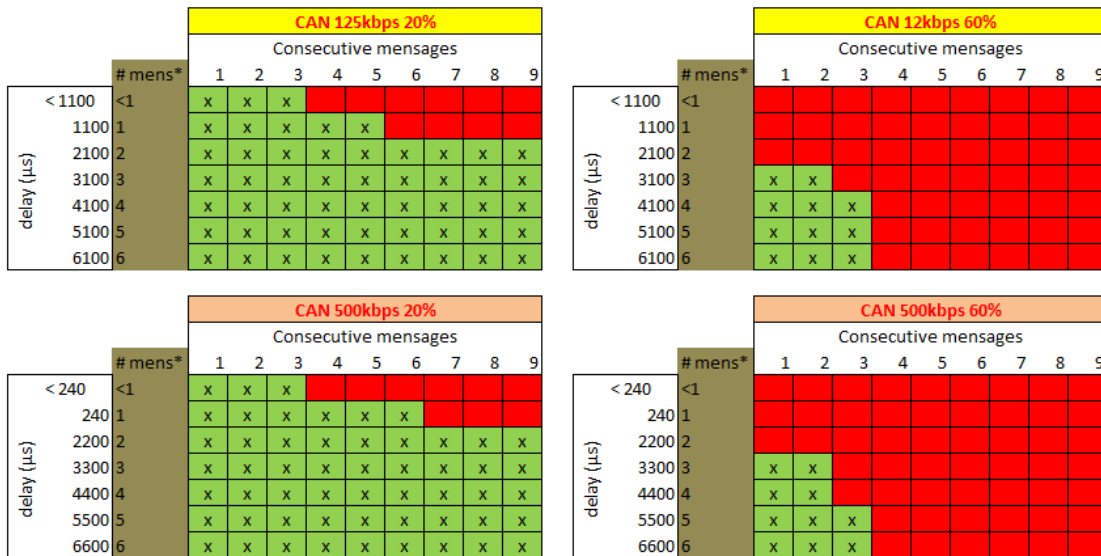 CAN 125kbps 20%
Consecutive mensages
# mens* 1 2 3 4 5 6 7 8 9
< 1100 <1 x x x
1100 1 x x x x x
2100 2 x x x x x x x x x
3100 3 x x x x x x x x x
4100 4 x x x x x x x x x
5100 5 x x x x x x x x x
6100 6 x x x x x x x x x
delay (µs)
CAN 12kbps 60%
Consecutive mensages
# mens* 1 2 3 4 5 6 7 8 9
< 1100 <1
1100 1
2100 2
3100 3 x x
4100 4 x x x
5100 5 x x x
6100 6 x x x
delay (µs)
CAN 500kbps 20%
Consecutive mensages
# mens* 1 2 3 4 5 6 7 8 9
< 240 <1 x x x
240 1 x x x x x x
2200 2 x x x x x x x x x
3300 3 x x x x x x x x x
4400 4 x x x x x x x x x
5500 5 x x x x x x x x x
6600 6 x x x x x x x x x
delay (µs)
CAN 500kbps 60%
Consecutive mensages
# mens* 1 2 3 4 5 6 7 8 9
< 240 <1
240 1
2200 2
3300 3 x x
4400 4 x x
5500 5 x x x
6600 6 x x x
delay (µs)